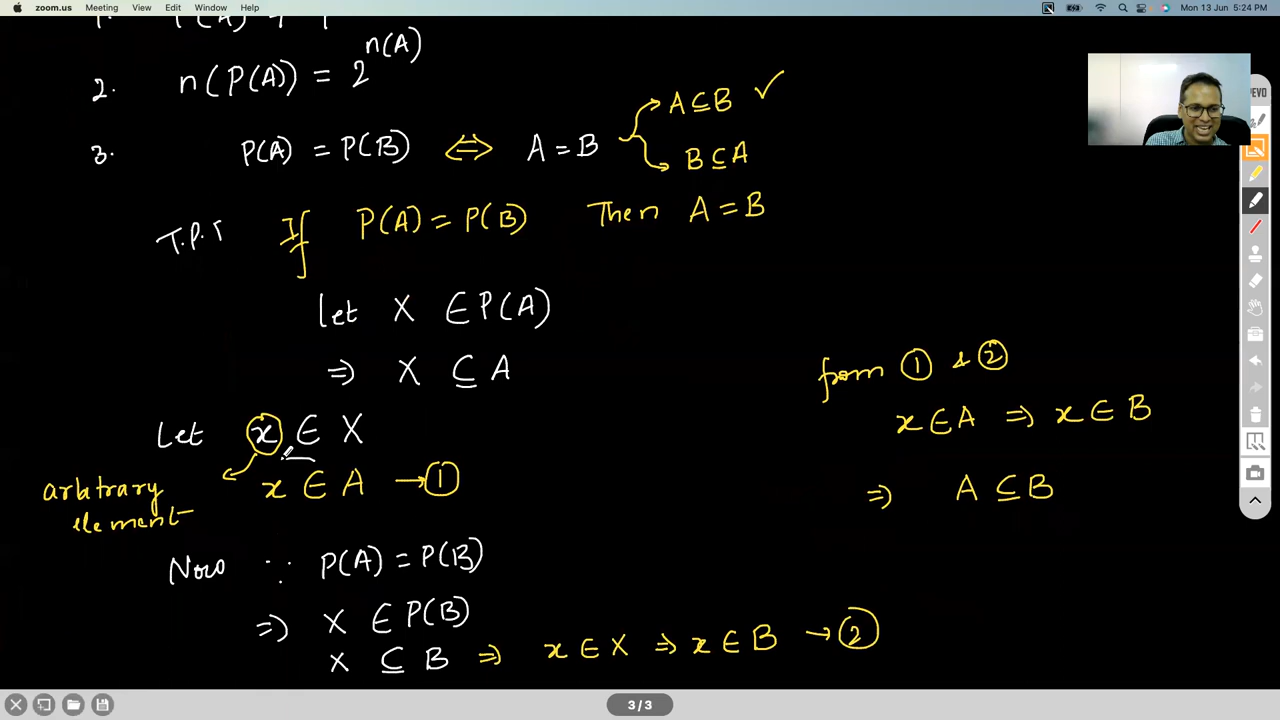 zoom.us Meeting View Edit Window Help Mon 13 Jun 5:24 PM
2. n(P(A)) = 2^n(A)
A ⊆ B ✓
3. P(A) = P(B) ⇔ A = B
B ⊆ A
T.P.T If P(A) = P(B) Then A = B
let X ∈ P(A)
⇒ X ⊆ A
Let x ∈ X
arbitrary element
x ∈ A → ①
Now ∵ P(A) = P(B)
⇒ X ∈ P(B)
X ⊆ B ⇒ x ∈ X ⇒ x ∈ B → ②
from ① & ②
x ∈ A ⇒ x ∈ B
⇒ A ⊆ B
3/3